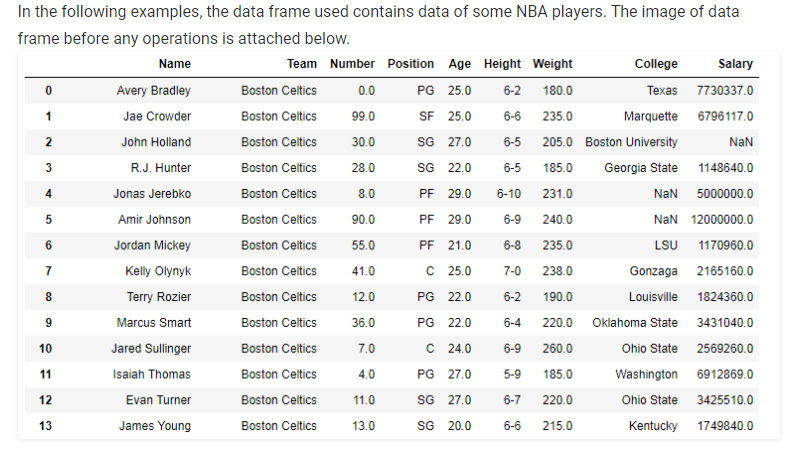 In the following examples, the data frame used contains data of some NBA players. The image of data
frame before any operations is attached below.
Name Team Number Position Age Height Weight College Salary
0 Avery Bradley Boston Celtics 0.0 PG 25.0 6-2 180.0 Texas 7730337.0
1 Jae Crowder Boston Celtics 99.0 SF 25.0 6-6 235.0 Marquette 6796117.0
2 John Holland Boston Celtics 30.0 SG 27.0 6-5 205.0 Boston University NaN
3 R.J. Hunter Boston Celtics 28.0 SG 22.0 6-5 185.0 Georgia State 1148640.0
4 Jonas Jerebko Boston Celtics 8.0 PF 29.0 6-10 231.0 NaN 5000000.0
5 Amir Johnson Boston Celtics 90.0 PF 29.0 6-9 240.0 NaN 12000000.0
6 Jordan Mickey Boston Celtics 55.0 PF 21.0 6-8 235.0 LSU 1170960.0
7 Kelly Olynyk Boston Celtics 41.0 C 25.0 7-0 238.0 Gonzaga 2165160.0
8 Terry Rozier Boston Celtics 12.0 PG 22.0 6-2 190.0 Louisville 1824360.0
9 Marcus Smart Boston Celtics 36.0 PG 22.0 6-4 220.0 Oklahoma State 3431040.0
10 Jared Sullinger Boston Celtics 7.0 C 24.0 6-9 260.0 Ohio State 2569260.0
11 Isaiah Thomas Boston Celtics 4.0 PG 27.0 5-9 185.0 Washington 6912869.0
12 Evan Turner Boston Celtics 11.0 SG 27.0 6-7 220.0 Ohio State 3425510.0
13 James Young Boston Celtics 13.0 SG 20.0 6-6 215.0 Kentucky 1749840.0